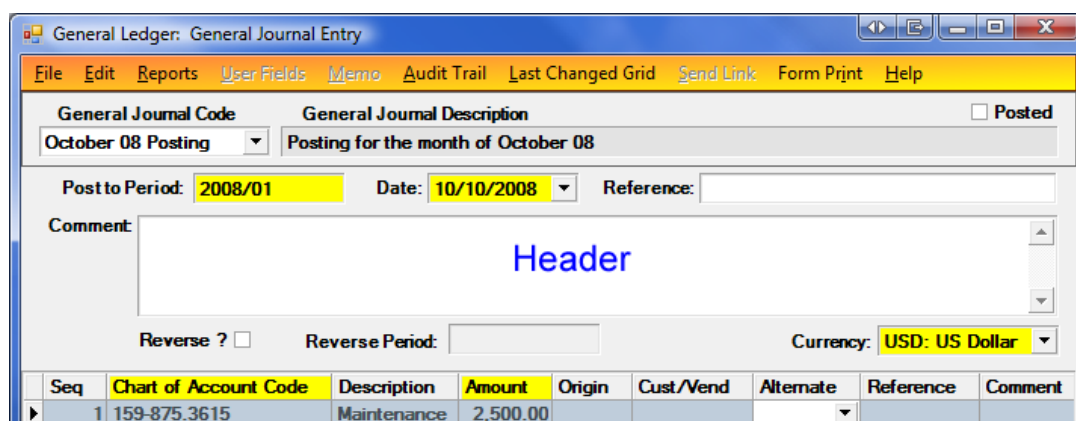 General Ledger: General Journal Entry
File Edit Reports User Fields Memo Audit Trail Last Changed Grid Send Link Form Print Help
General Journal Code General Journal Description Posted
October 08 Posting Posting for the month of October 08
Post to Period: 2008/01 Date: 10/10/2008 Reference:
Comment:
Header
Reverse ? Reverse Period: Currency: USD: US Dollar
Seq Chart of Account Code Description Amount Origin Cust/Vend Alternate Reference Comment
1 159-875.3615 Maintenance 2,500.00